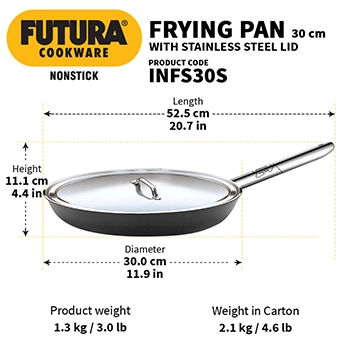 FUTURA
COOKWARE
NONSTICK
FRYING PAN 30 cm
WITH STAINLESS STEEL LID
PRODUCT CODE
INFS30S
Length
52.5 cm
20.7 in
Height
11.1 cm
4.4 in
Diameter
30.0 cm
11.9 in
Product weight
1.3 kg / 3.0 lb
Weight in Carton
2.1 kg / 4.6 lb